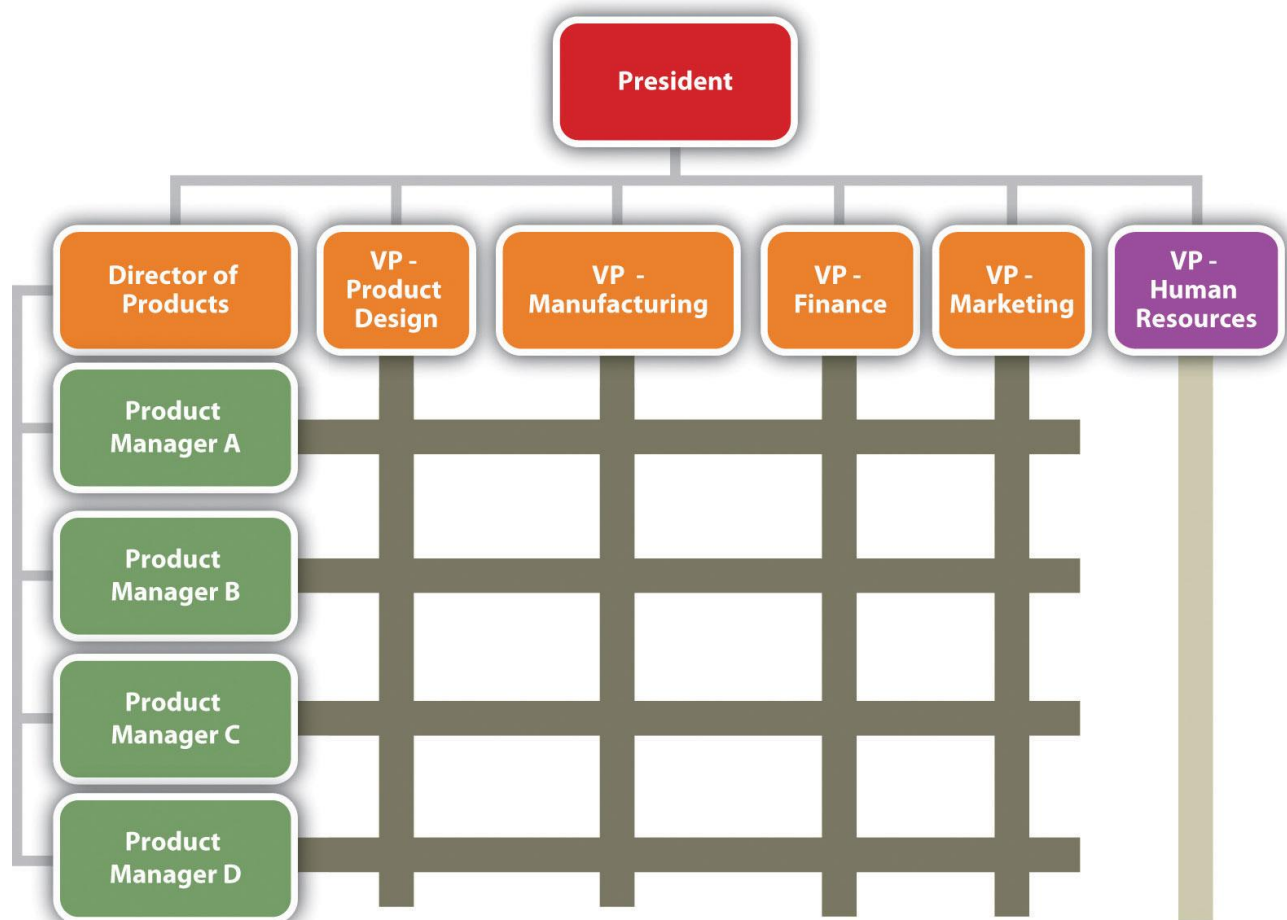 President
Director of
Products
VP -
Product
Design
VP -
Manufacturing
VP -
Finance
VP -
Marketing
VP -
Human
Resources
Product
Manager A
Product
Manager B
Product
Manager C
Product
Manager D